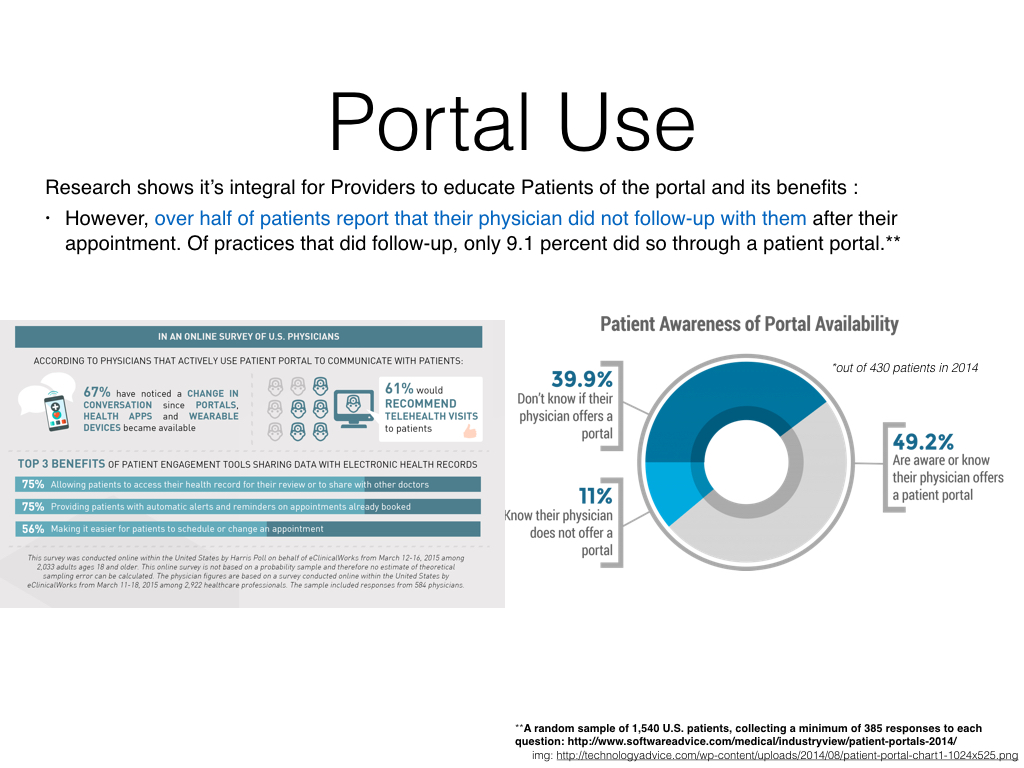 Portal Use
Research shows it's integral for Providers to educate Patients of the portal and its benefits :
• However, over half of patients report that their physician did not follow-up with them after their
appointment. Of practices that did follow-up, only 9.1 percent did so through a patient portal.**
IN AN ONLINE SURVEY OF U.S. PHYSICIANS
ACCORDING TO PHYSICIANS THAT ACTIVELY USE PATIENT PORTAL TO COMMUNICATE WITH PATIENTS:
67% have noticed a CHANGE IN
CONVERSATION since PORTALS,
HEALTH APPS and WEARABLE
DEVICES became available
61% would
RECOMMEND
TELEHEALTH VISITS
to patients
TOP 3 BENEFITS OF PATIENT ENGAGEMENT TOOLS SHARING DATA WITH ELECTRONIC HEALTH RECORDS
75% Allowing patients to access their health record for their review or to share with other doctors
75% Providing patients with automatic alerts and reminders on appointments already booked
56% Making it easier for patients to schedule or change an appointment
This survey was conducted online within the United States by Harris Poll on behalf of eClinicalWorks from March 12-16, 2015 among
2,033 adults ages 18 and older. This online survey is not based on a probability sample and therefore no estimate of theoretical
sampling error can be calculated. The physician figures are based on a survey conducted online within the United States by
eClinicalWorks from March 11-18, 2015 among 2,922 healthcare professionals. The sample included responses from 584 physicians.
Patient Awareness of Portal Availability
*out of 430 patients in 2014
39.9%
Don't know if their
physician offers a
portal
11%
Know their physician
does not offer a
portal
49.2%
Are aware or know
their physician offers
a patient portal
**A random sample of 1,540 U.S. patients, collecting a minimum of 385 responses to each
question: http://www.softwareadvice.com/medical/industryview/patient-portals-2014/
img: http://technologyadvice.com/wp-content/uploads/2014/08/patient-portal-chart1-1024x525.png